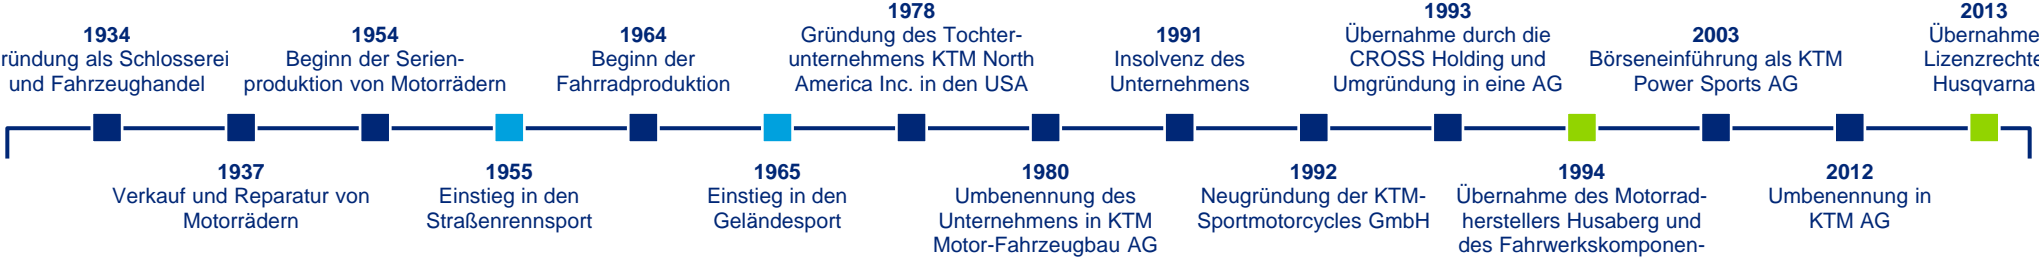 1934
ründung als Schlosserei
und Fahrzeughandel
1937
Verkauf und Reparatur von
Motorrädern
1954
Beginn der Serien-
produktion von Motorrädern
1955
Einstieg in den
Straßenrennsport
1964
Beginn der
Fahrradproduktion
1965
Einstieg in den
Geländesport
1978
Gründung des Tochter-
unternehmens KTM North
America Inc. in den USA
1980
Umbenennung des
Unternehmens in KTM
Motor-Fahrzeugbau AG
1991
Insolvenz des
Unternehmens
1992
Neugründung der KTM-
Sportmotorcycles GmbH
1993
Übernahme durch die
CROSS Holding und
Umgründung in eine AG
1994
Übernahme des Motorrad-
herstellers Husaberg und
des Fahrwerkskomponen-
2003
Börseneinführung als KTM
Power Sports AG
2012
Umbenennung in
KTM AG
2013
Übernahme
Lizenzrechte
Husqvarna